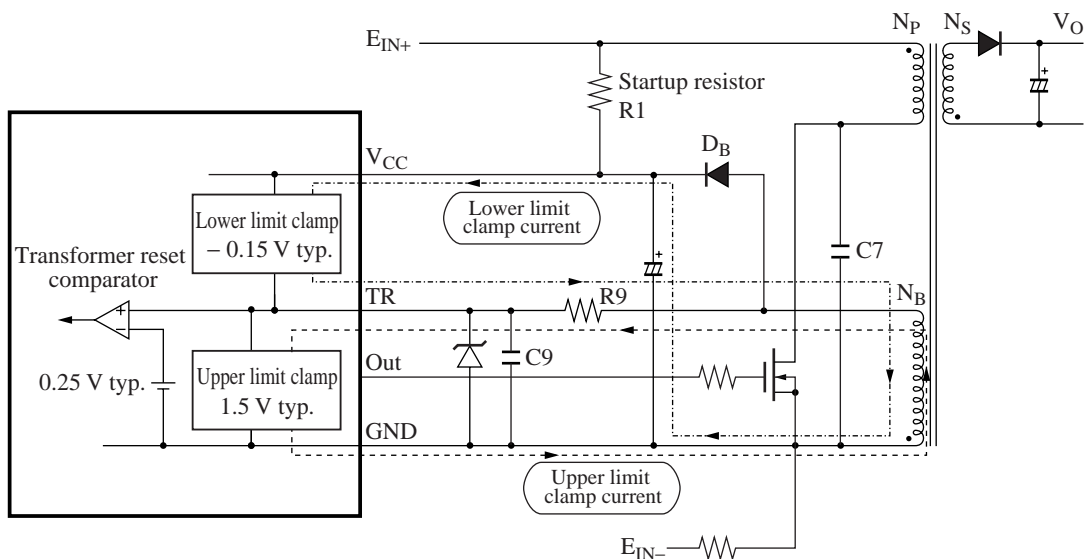 N_P
N_S
V_O
E_IN+
Startup resistor
R1
D_B
V_CC
Lower limit clamp
– 0.15 V typ.
Lower limit
clamp current
C7
Transformer reset
comparator
+
TR
R9
N_B
+
−
0.25 V typ.
Upper limit clamp
1.5 V typ.
C9
Out
GND
Upper limit
clamp current
E_IN−
+